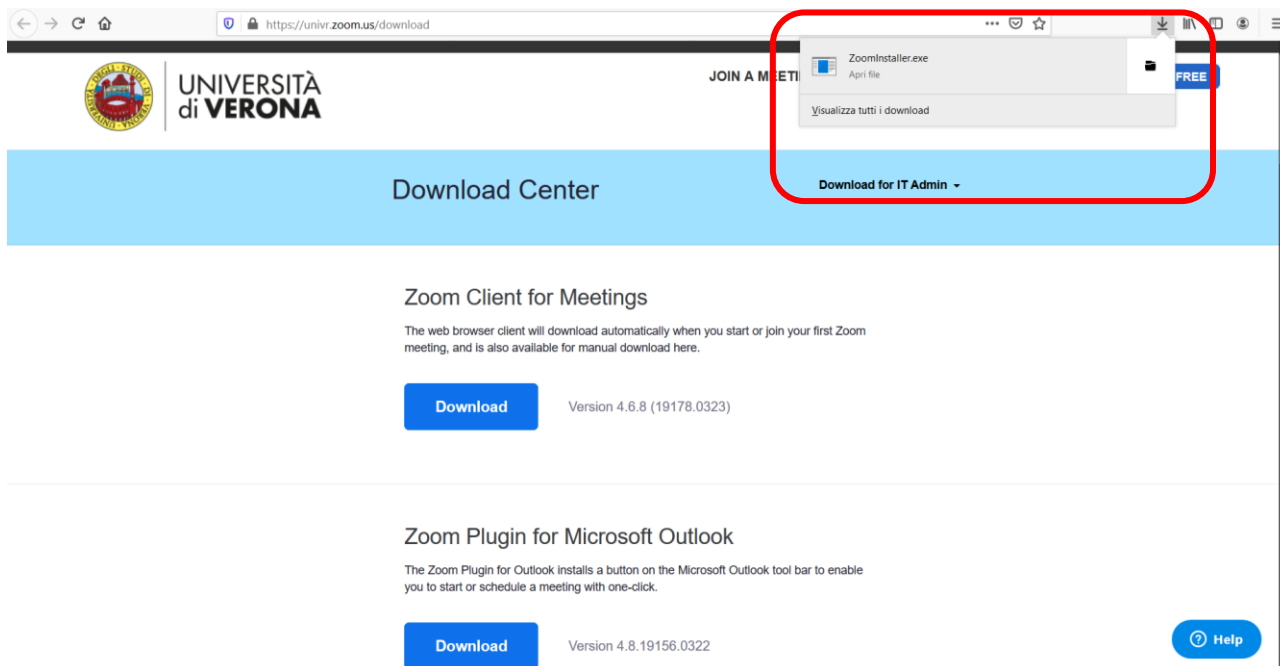 https://univr.zoom.us/download
UNIVERSITÀ
di VERONA
JOIN A MEETI
FREE
ZoomInstaller.exe
Apri file
Visualizza tutti i download
Download Center
Download for IT Admin
Zoom Client for Meetings
The web browser client will download automatically when you start or join your first Zoom
meeting, and is also available for manual download here.
Download
Version 4.6.8 (19178.0323)
Zoom Plugin for Microsoft Outlook
The Zoom Plugin for Outlook installs a button on the Microsoft Outlook tool bar to enable
you to start or schedule a meeting with one-click.
Download
Version 4.8.19156.0322
Help